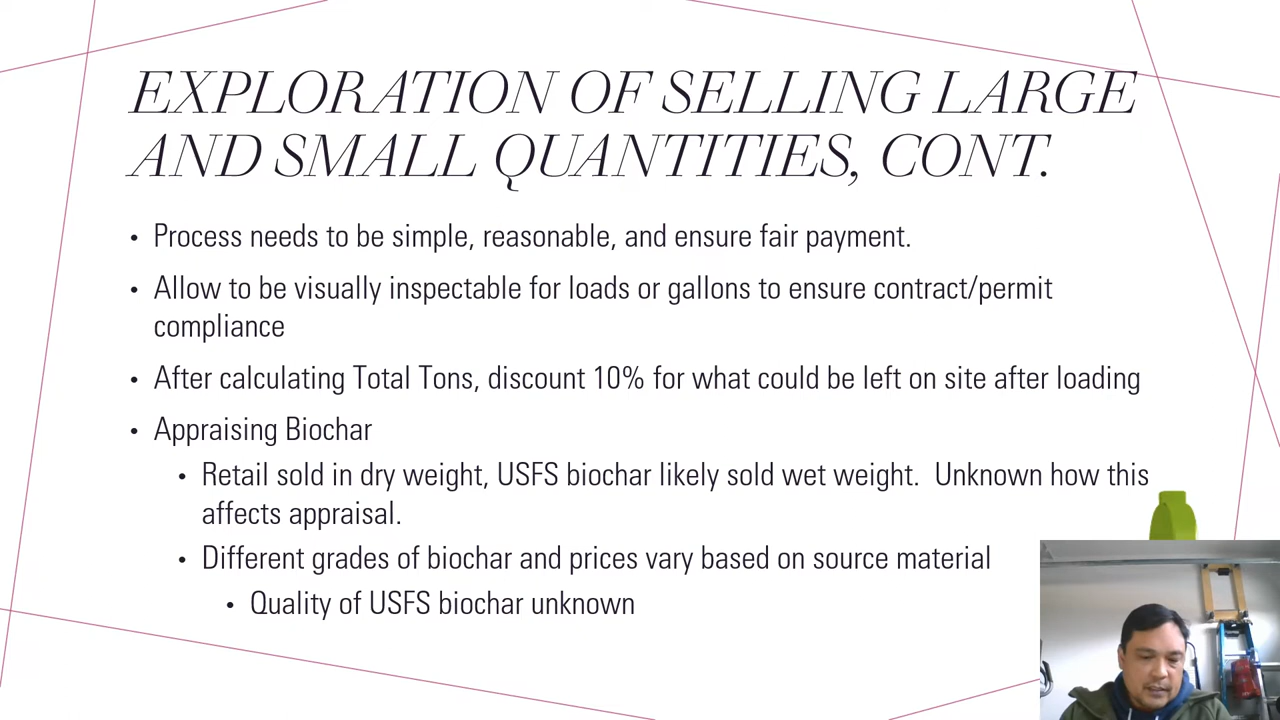 EXPLORATION OF SELLING LARGE
AND SMALL QUANTITIES, CONT.
• Process needs to be simple, reasonable, and ensure fair payment.
• Allow to be visually inspectable for loads or gallons to ensure contract/permit
compliance
• After calculating Total Tons, discount 10% for what could be left on site after loading
• Appraising Biochar
• Retail sold in dry weight, USFS biochar likely sold wet weight.  Unknown how this
affects appraisal.
• Different grades of biochar and prices vary based on source material
• Quality of USFS biochar unknown